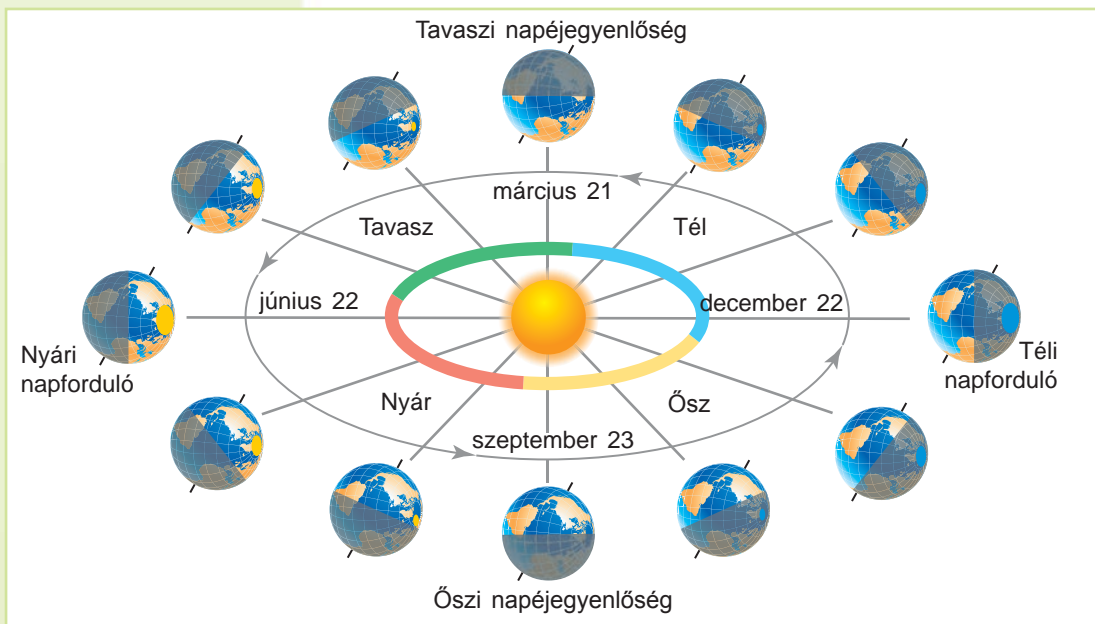 Tavaszi napéjegyenlőség
március 21
Tavasz
Tél
június 22
december 22
Nyári
napforduló
Téli
napforduló
Nyár
Ősz
szeptember 23
Őszi napéjegyenlőség